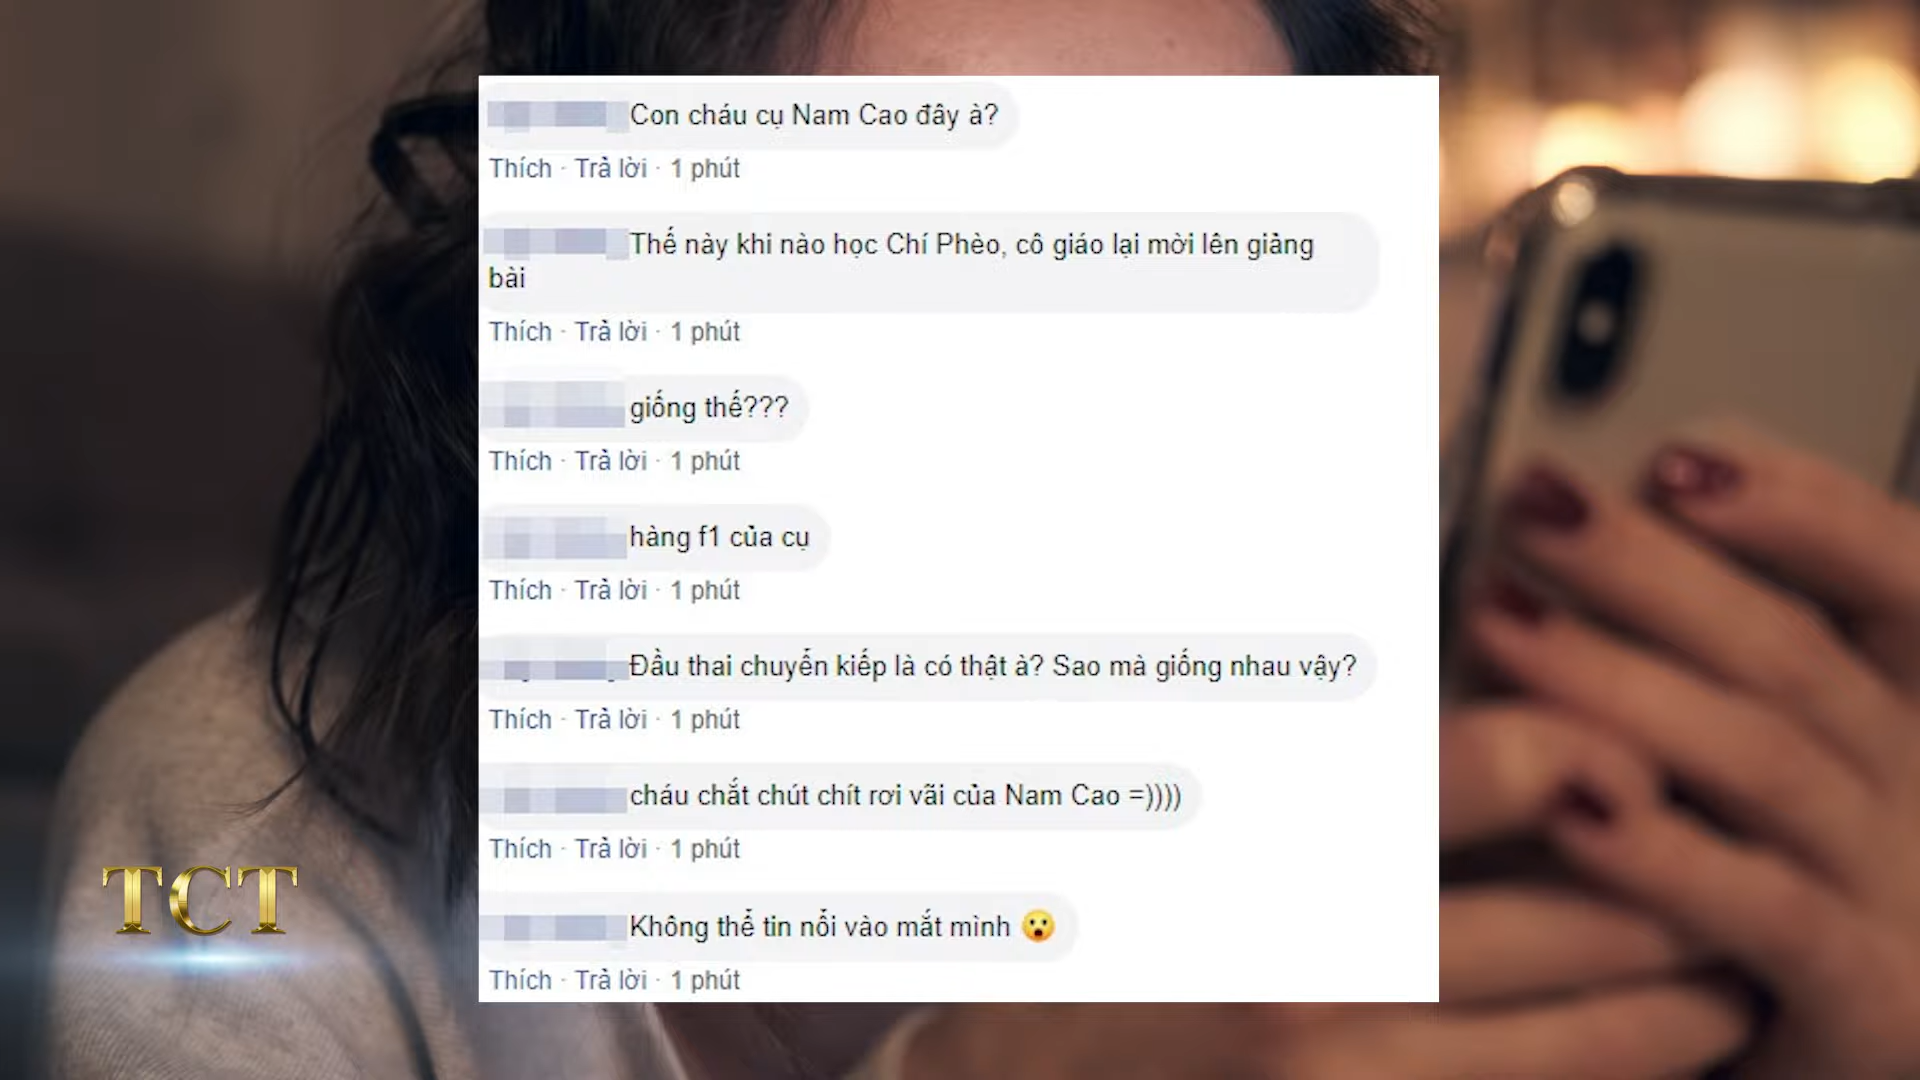 Con cháu cụ Nam Cao đây à?
Thích · Trả lời · 1 phút
Thế này khi nào học Chí Phèo, cô giáo lại mời lên giảng
bài
Thích · Trả lời · 1 phút
giống thế???
Thích · Trả lời · 1 phút
hàng f1 của cụ
Thích · Trả lời · 1 phút
Đầu thai chuyển kiếp là có thật à? Sao mà giống nhau vậy?
Thích · Trả lời · 1 phút
cháu chắt chút chít rơi vãi của Nam Cao =))))
Thích · Trả lời · 1 phút
Không thể tin nổi vào mắt mình 😮
Thích · Trả lời · 1 phút
TCT